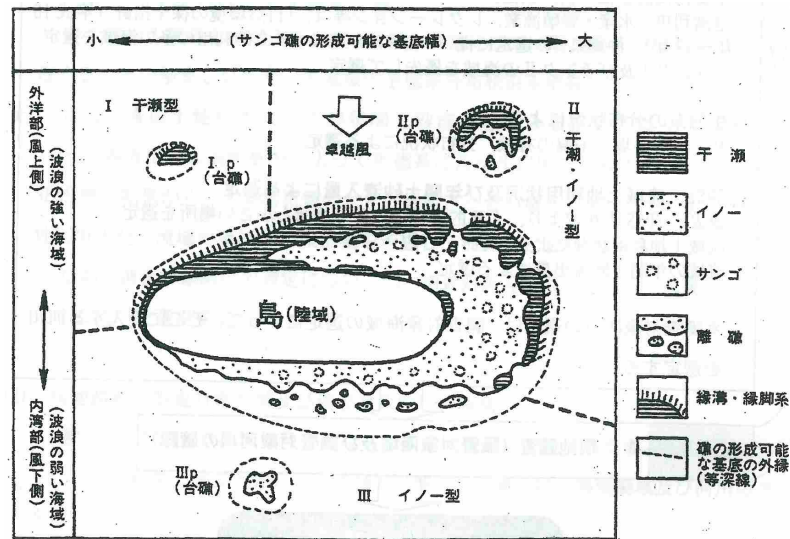 小 ← (サンゴ礁の形成可能な基底幅) → 大
外洋部(風上側)
(波浪の強い海域)
内湾部(風下側)
(波浪の弱い海域)
I 干瀬型
Ip
(台礁)
卓越風
IIp
(台礁)
II 干瀬・イノー型
島(陸域)
IIIp
(台礁)
III イノー型
干瀬
イノー
サンゴ
離礁
縁溝・縁脚系
礁の形成可能
な基底の外縁
(等深線)